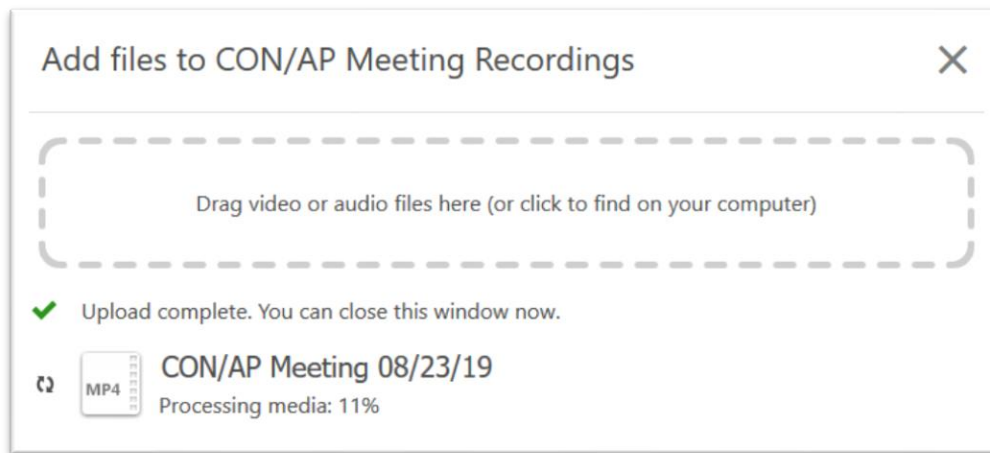 Add files to CON/AP Meeting Recordings
Drag video or audio files here (or click to find on your computer)
Upload complete. You can close this window now.
CON/AP Meeting 08/23/19
MP4
Processing media: 11%